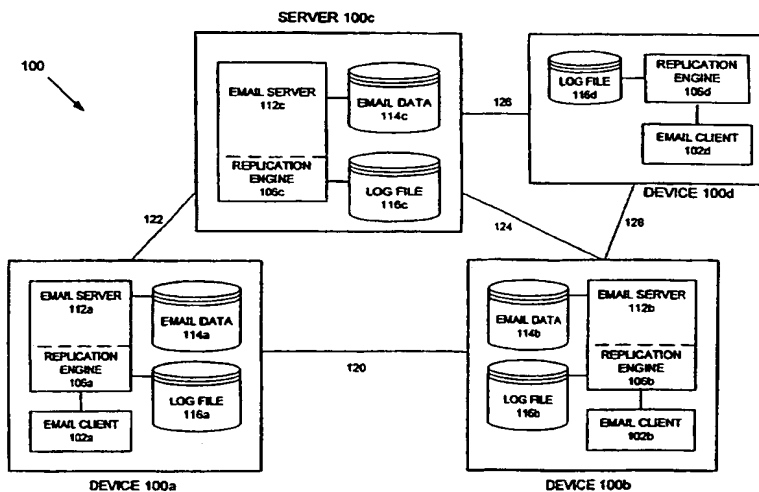 SERVER 100c
100
EMAIL SERVER
112c
EMAIL DATA
114c
REPLICATION
ENGINE
106c
LOG FILE
116c
126
LOG FILE
116d
REPLICATION
ENGINE
106d
EMAIL CLIENT
102d
DEVICE 100d
122
124
128
EMAIL SERVER
112a
EMAIL DATA
114a
REPLICATION
ENGINE
106a
LOG FILE
116a
EMAIL CLIENT
102a
DEVICE 100a
120
EMAIL DATA
114b
EMAIL SERVER
112b
REPLICATION
ENGINE
106b
LOG FILE
116b
EMAIL CLIENT
102b
DEVICE 100b